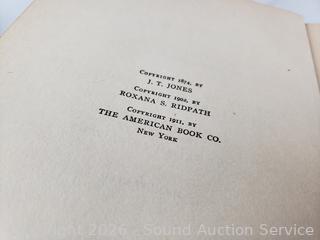 Copyright 1874, by
J. T. JONES
Copyright 1902, by
ROXANA S. RIDPATH
Copyright 1911, by
THE AMERICAN BOOK CO.
New York
Copyright 2026 - Sound Auction Service